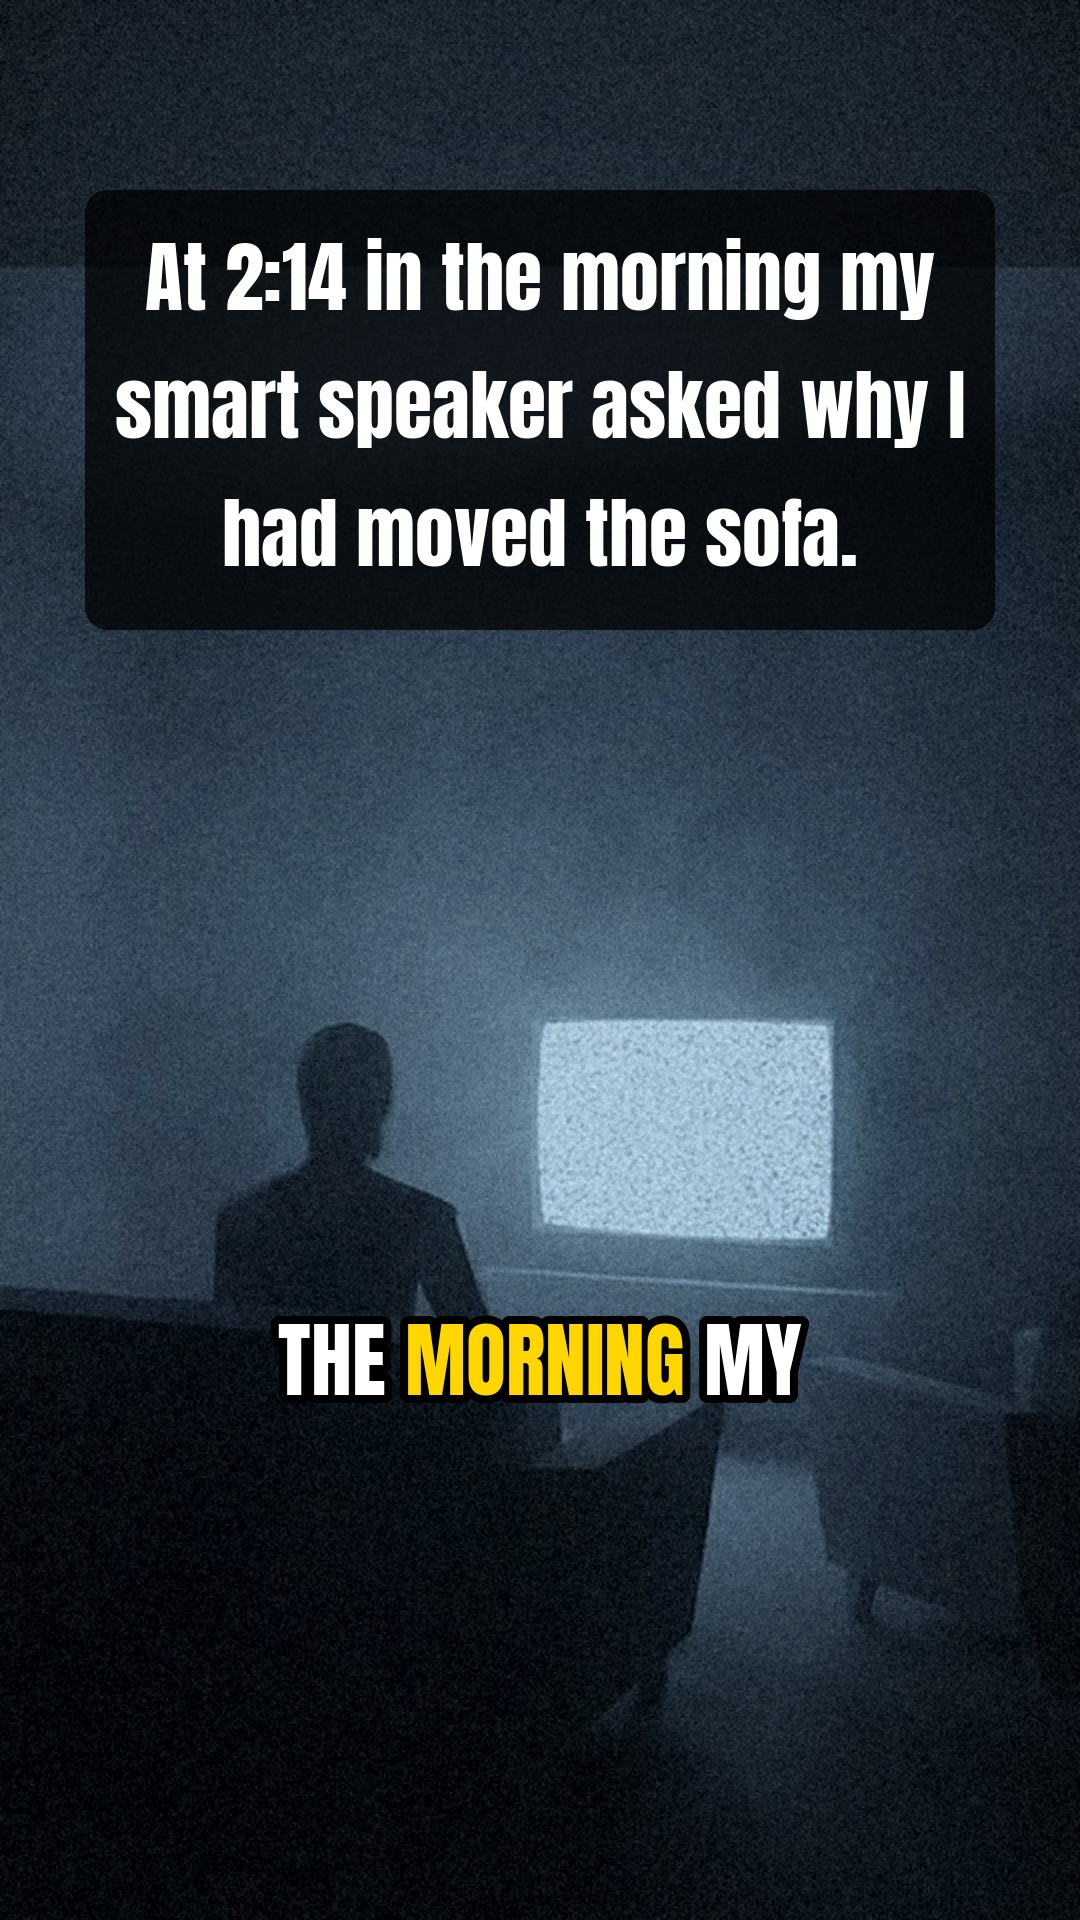 At 2:14 in the morning my
smart speaker asked why I
had moved the sofa.
THE MORNING MY